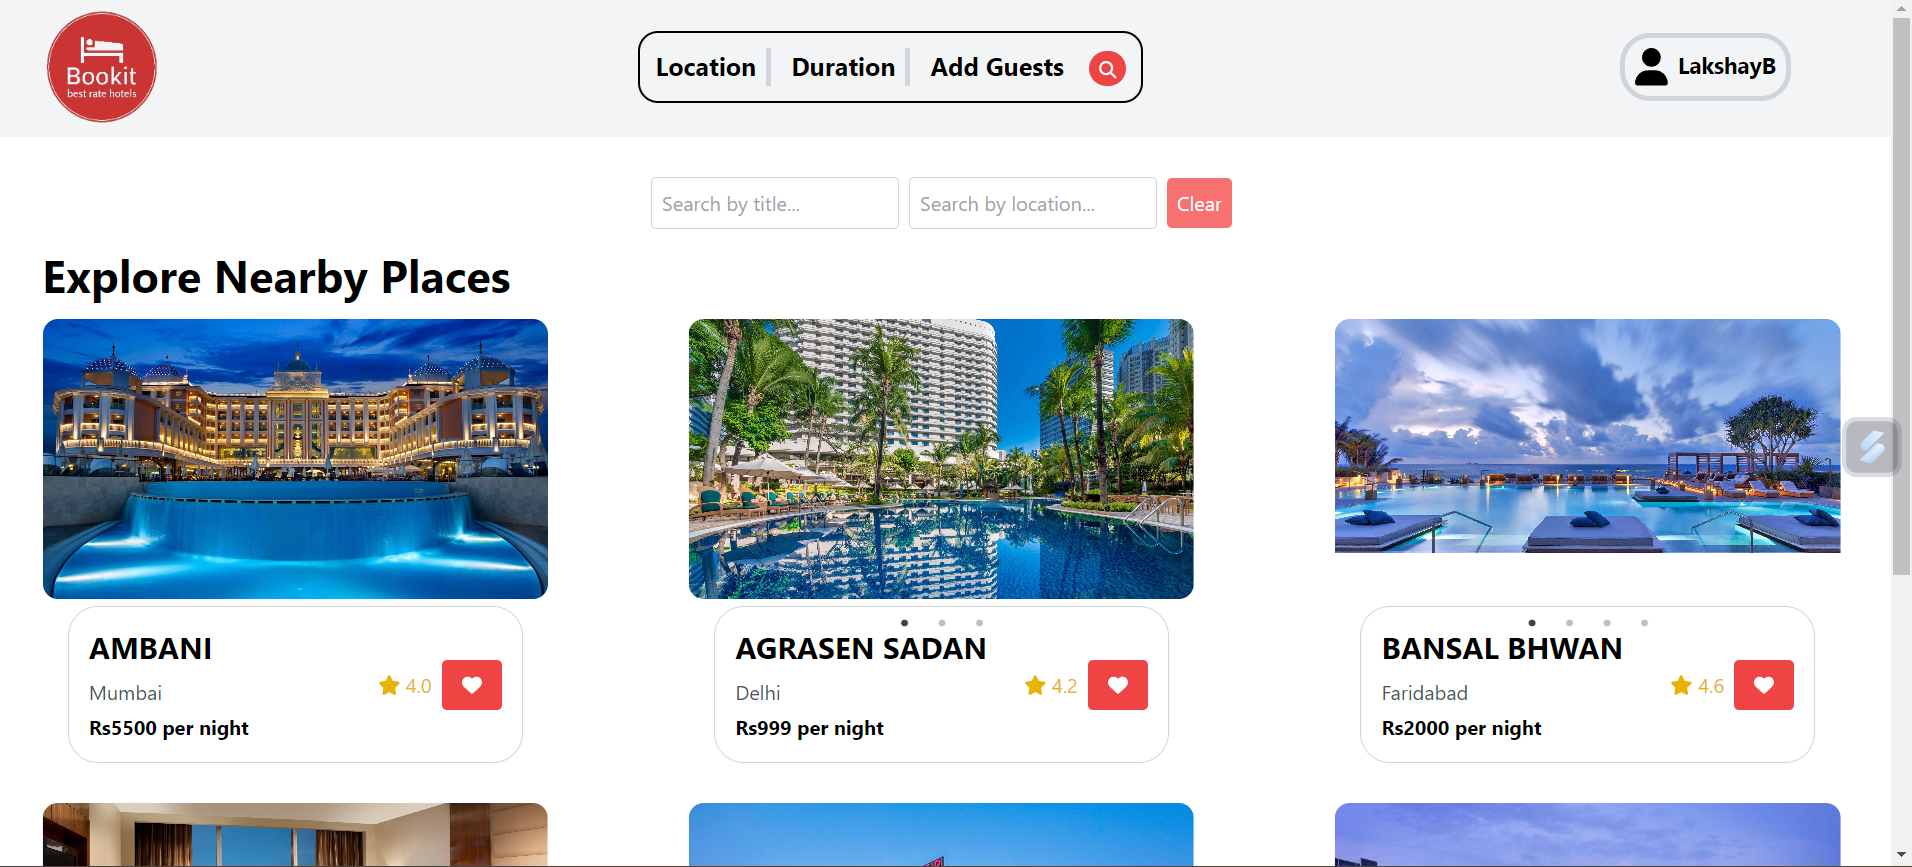 Bookit
best rate hotels
Location
Duration
Add Guests
LakshayB
Search by title...
Search by location...
Clear
Explore Nearby Places
AMBANI
Mumbai
4.0
Rs5500 per night
AGRASEN SADAN
Delhi
4.2
Rs999 per night
BANSAL BHWAN
Faridabad
4.6
Rs2000 per night